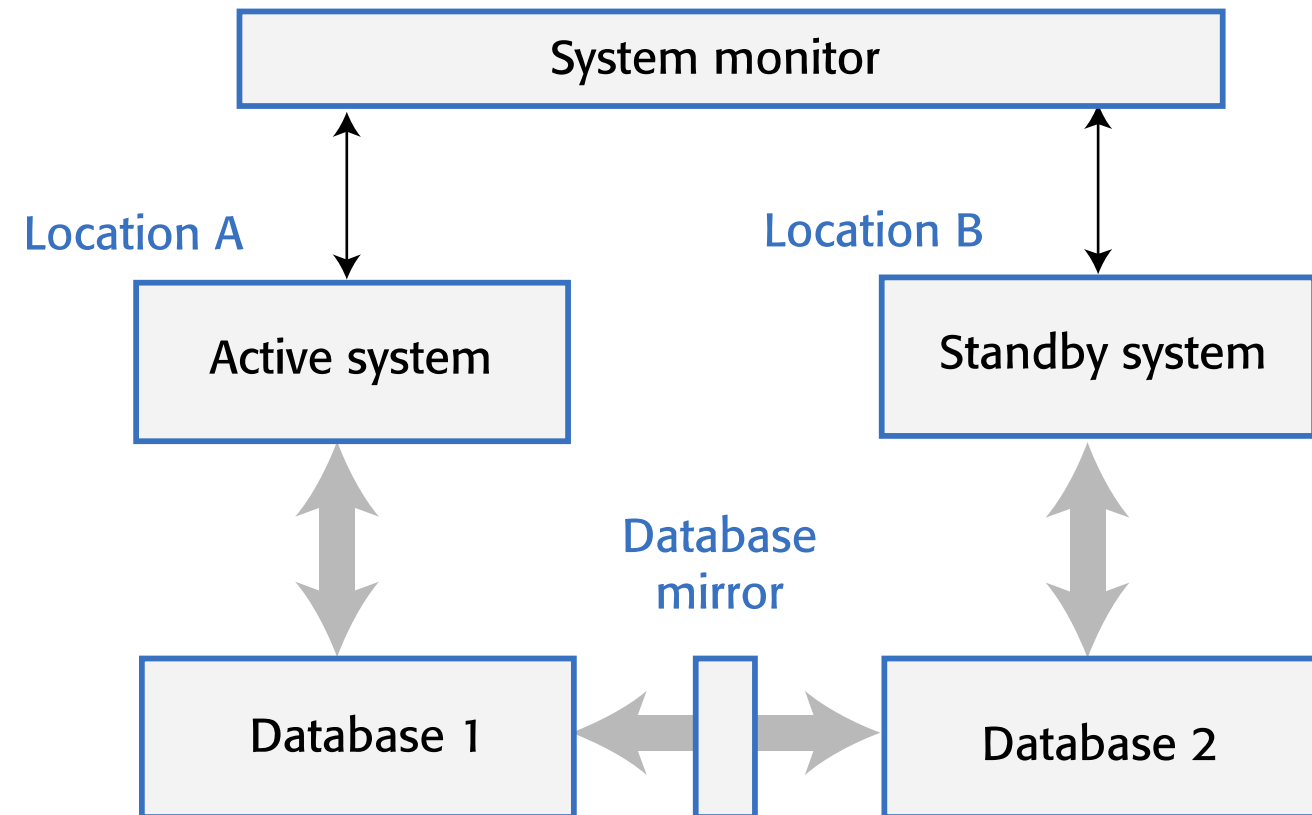 System monitor
Location A
Location B
Active system
Standby system
Database
mirror
Database 1
Database 2